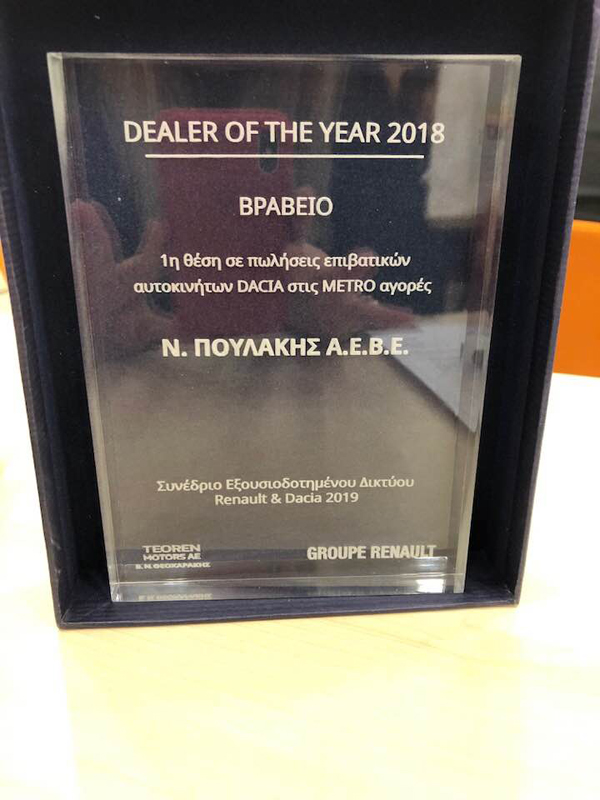 DEALER OF THE YEAR 2018
ΒΡΑΒΕΙΟ
1η θέση σε πωλήσεις επιβατικών
αυτοκινήτων DACIA στις METRO αγορές
Ν. ΠΟΥΛΑΚΗΣ Α.Ε.Β.Ε.
Συνέδριο Εξουσιοδοτημένου Δικτύου
Renault & Dacia 2019
TEOREN
MOTORS AE
Β. Ν. ΘΕΟΧΑΡΑΚΗΣ
GROUPE RENAULT